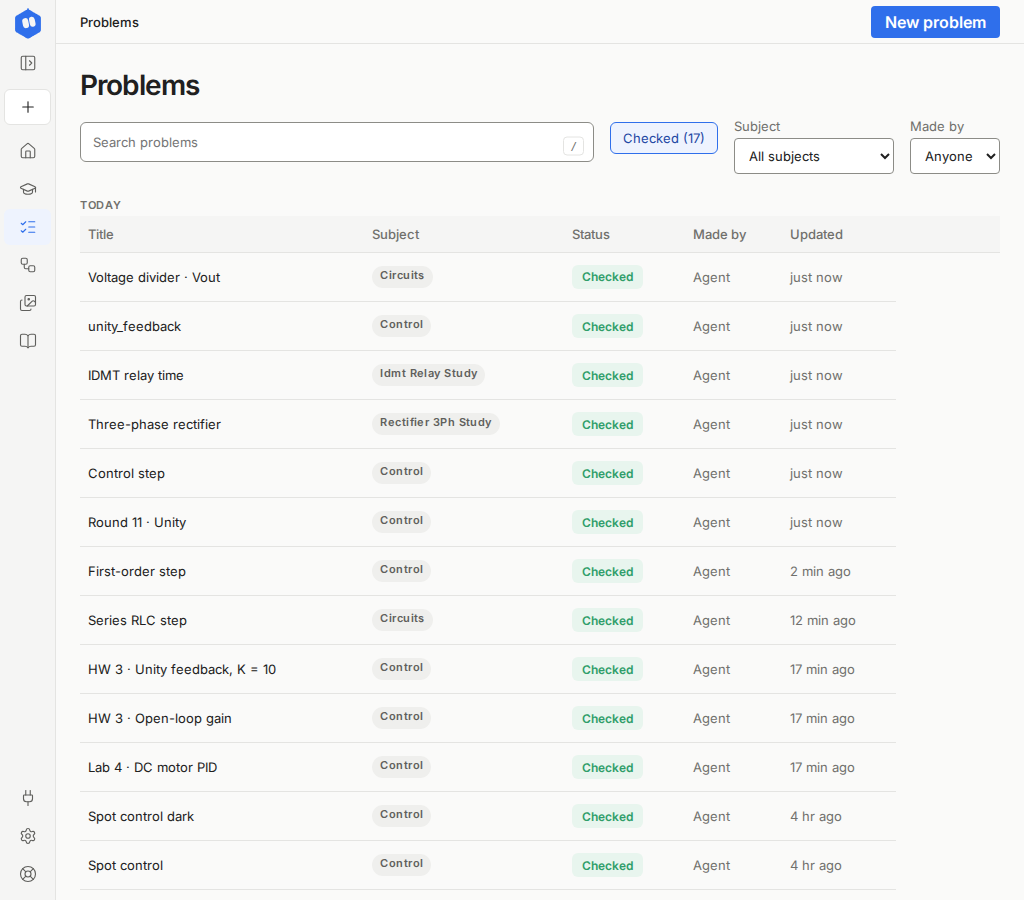 Problems
New problem
Problems
Search problems
/
Checked (17)
Subject
All subjects
Made by
Anyone
TODAY
Title Subject Status Made by Updated
Voltage divider · Vout Circuits Checked Agent just now
unity_feedback Control Checked Agent just now
IDMT relay time Idmt Relay Study Checked Agent just now
Three-phase rectifier Rectifier 3Ph Study Checked Agent just now
Control step Control Checked Agent just now
Round 11 · Unity Control Checked Agent just now
First-order step Control Checked Agent 2 min ago
Series RLC step Circuits Checked Agent 12 min ago
HW 3 · Unity feedback, K = 10 Control Checked Agent 17 min ago
HW 3 · Open-loop gain Control Checked Agent 17 min ago
Lab 4 · DC motor PID Control Checked Agent 17 min ago
Spot control dark Control Checked Agent 4 hr ago
Spot control Control Checked Agent 4 hr ago